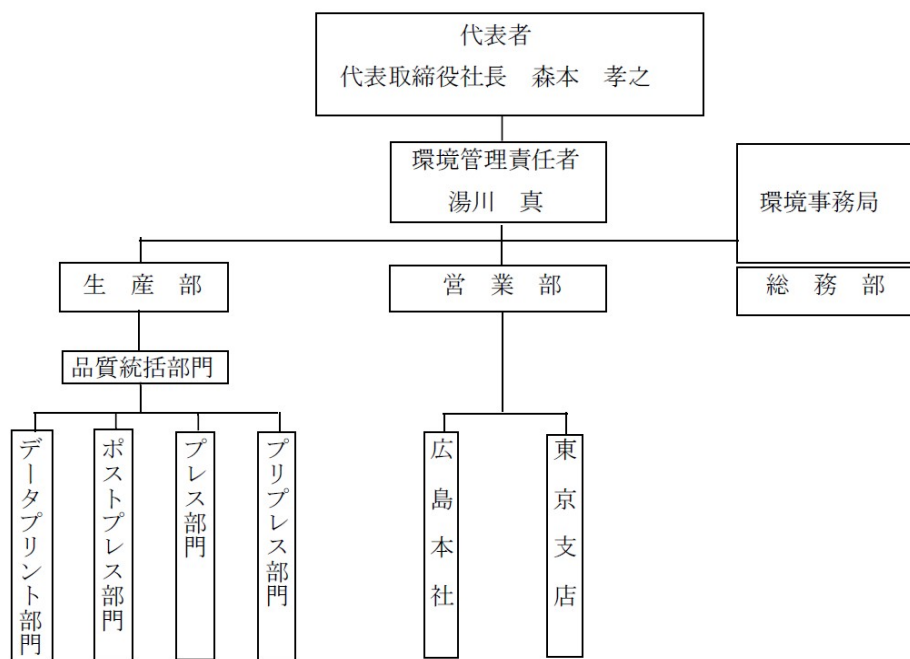 代表者
代表取締役社長　森本　孝之
環境管理責任者
湯川　真
環境事務局
生　産　部
営　業　部
総　務　部
品質統括部門
データプリント部門
ポストプレス部門
プレス部門
プリプレス部門
広島本社
東京支店